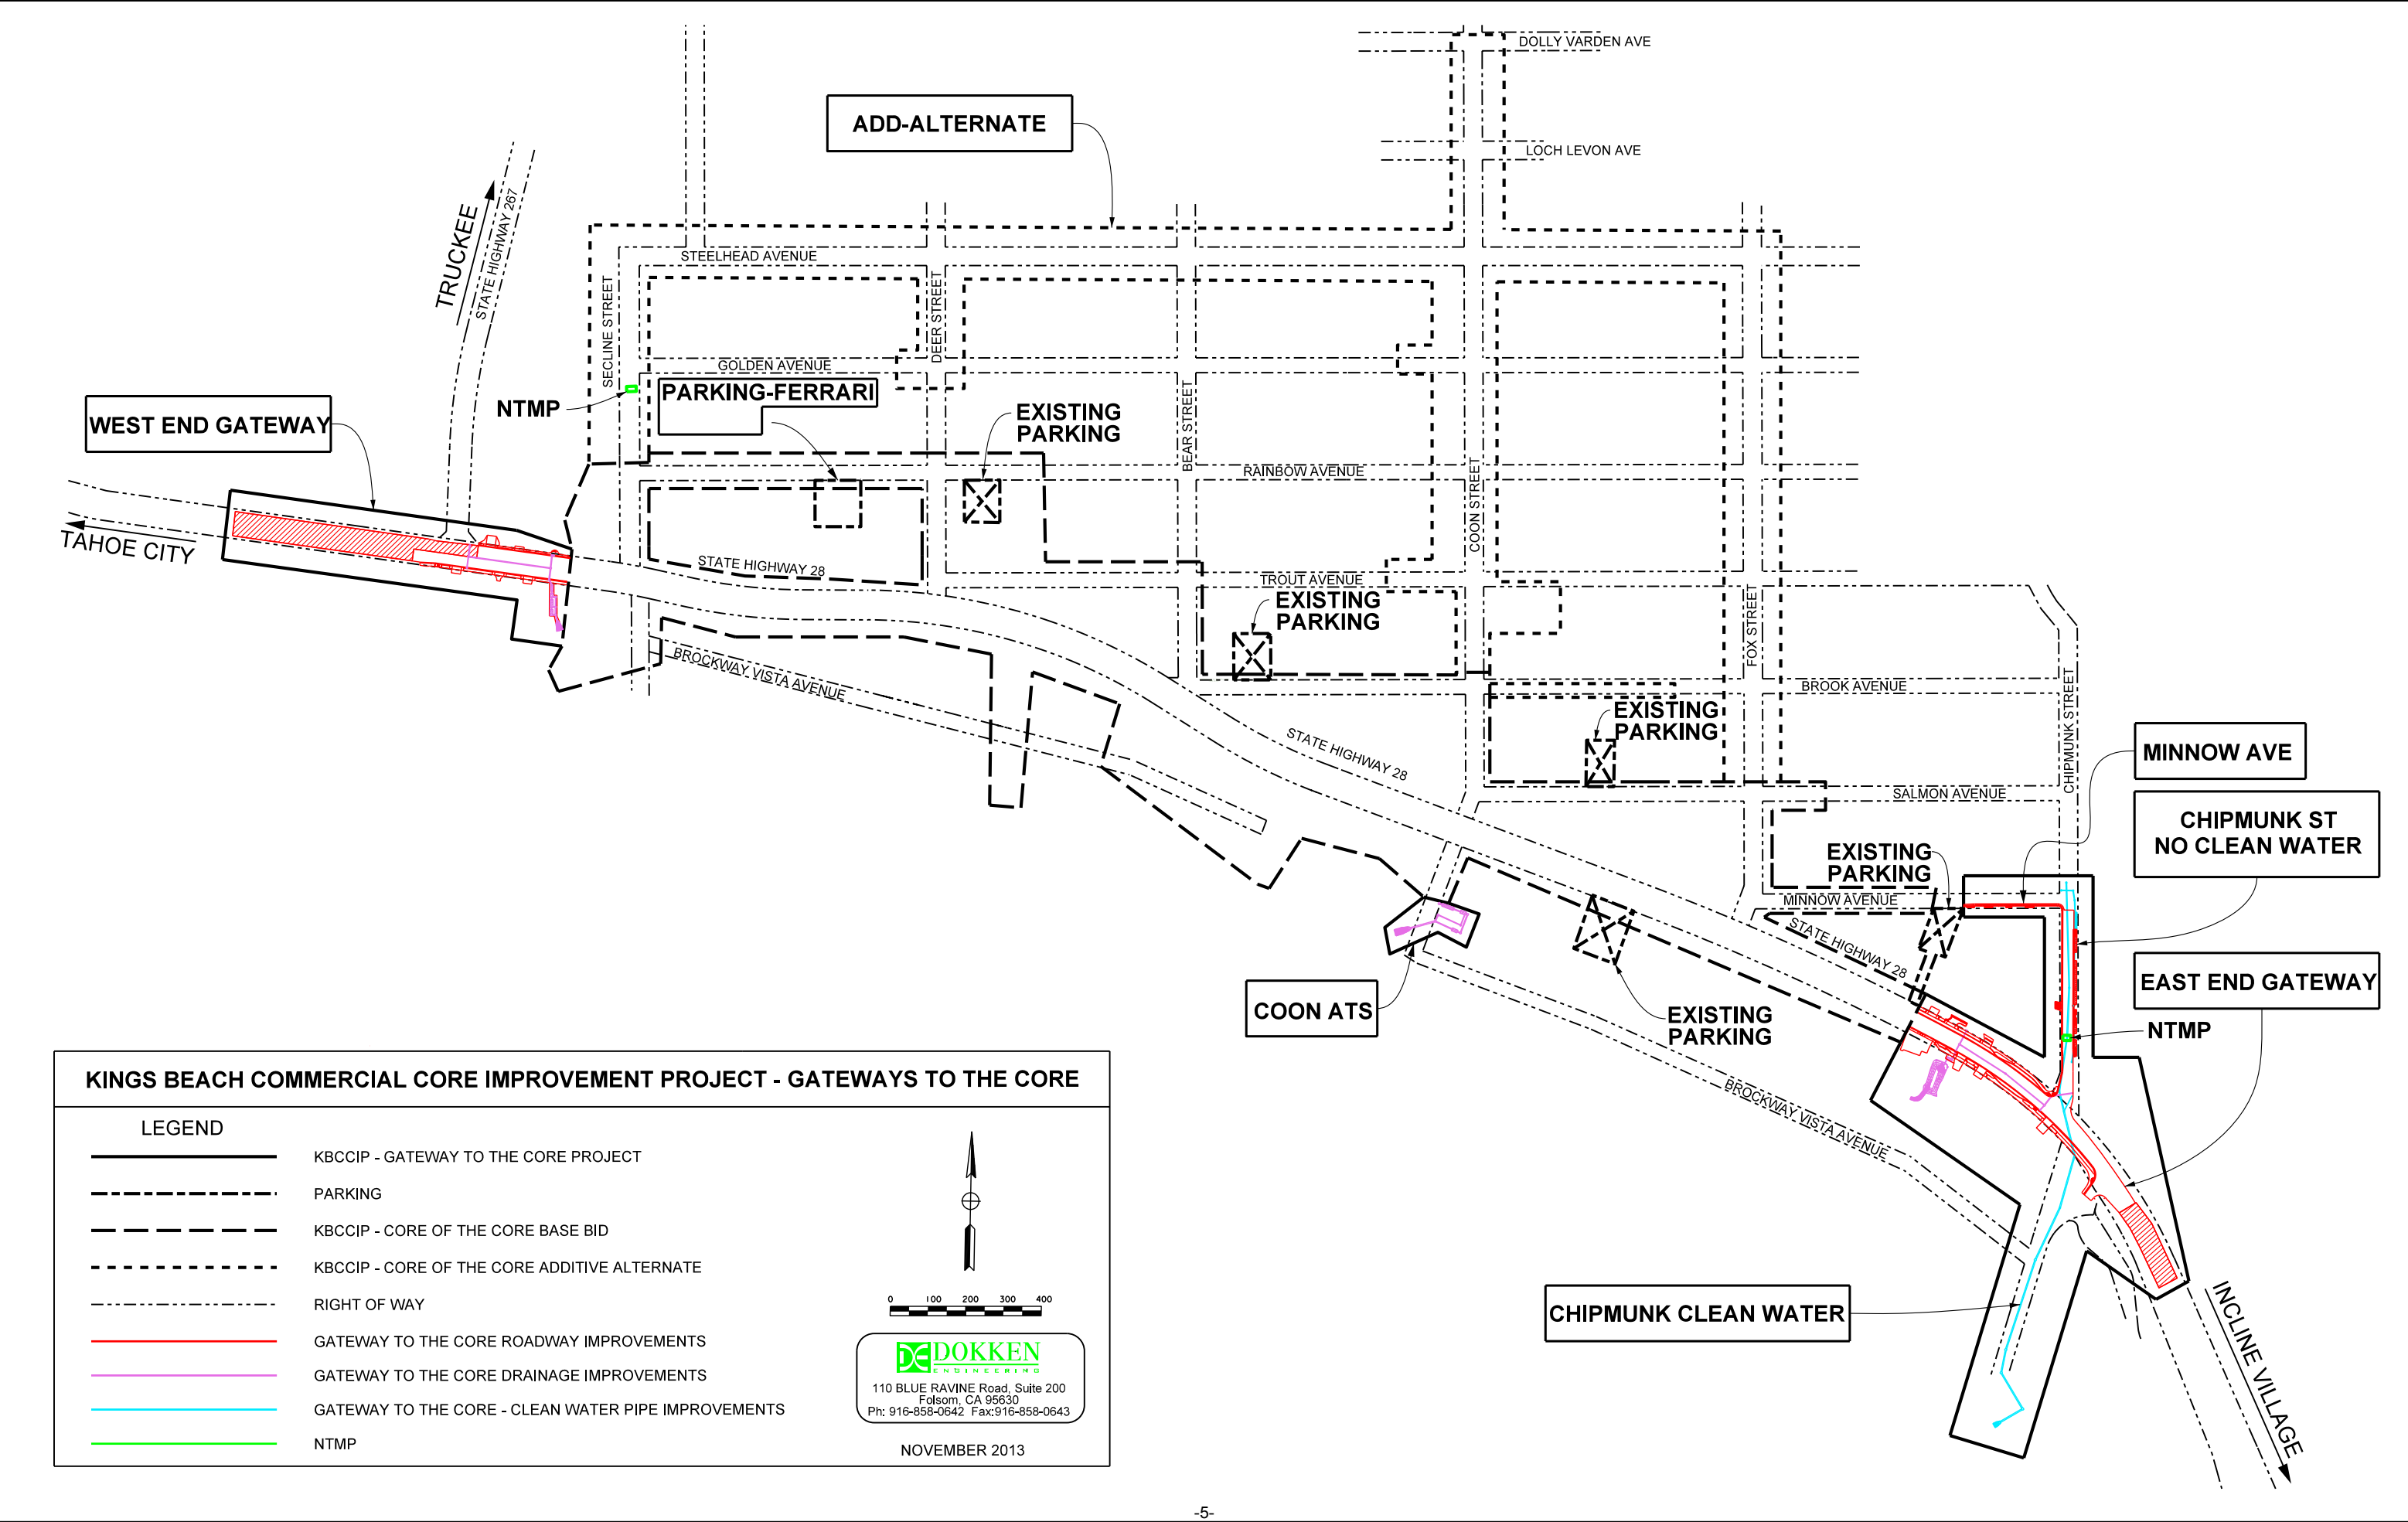 DOLLY VARDEN AVE
ADD-ALTERNATE
LOCH LEVON AVE
TRUCKEE
STATE HIGHWAY 267
STEELHEAD AVENUE
SECLINE STREET
DEER STREET
GOLDEN AVENUE
PARKING-FERRARI
NTMP
WEST END GATEWAY
EXISTING
PARKING
BEAR STREET
RAINBOW AVENUE
COON STREET
TAHOE CITY
STATE HIGHWAY 28
TROUT AVENUE
EXISTING
PARKING
FOX STREET
BROCKWAY VISTA AVENUE
BROOK AVENUE
CHIPMUNK STREET
EXISTING
PARKING
STATE HIGHWAY 28
MINNOW AVE
SALMON AVENUE
CHIPMUNK ST
NO CLEAN WATER
EXISTING
PARKING
MINNOW AVENUE
STATE HIGHWAY 28
EAST END GATEWAY
COON ATS
EXISTING
PARKING
NTMP
BROCKWAY VISTA AVENUE
CHIPMUNK CLEAN WATER
INCLINE VILLAGE
KINGS BEACH COMMERCIAL CORE IMPROVEMENT PROJECT - GATEWAYS TO THE CORE
LEGEND
KBCCIP - GATEWAY TO THE CORE PROJECT
PARKING
KBCCIP - CORE OF THE CORE BASE BID
KBCCIP - CORE OF THE CORE ADDITIVE ALTERNATE
RIGHT OF WAY
GATEWAY TO THE CORE ROADWAY IMPROVEMENTS
GATEWAY TO THE CORE DRAINAGE IMPROVEMENTS
GATEWAY TO THE CORE - CLEAN WATER PIPE IMPROVEMENTS
NTMP
0 100 200 300 400
DE DOKKEN
ENGINEERING
110 BLUE RAVINE Road, Suite 200
Folsom, CA 95630
Ph: 916-858-0642 Fax:916-858-0643
NOVEMBER 2013
-5-